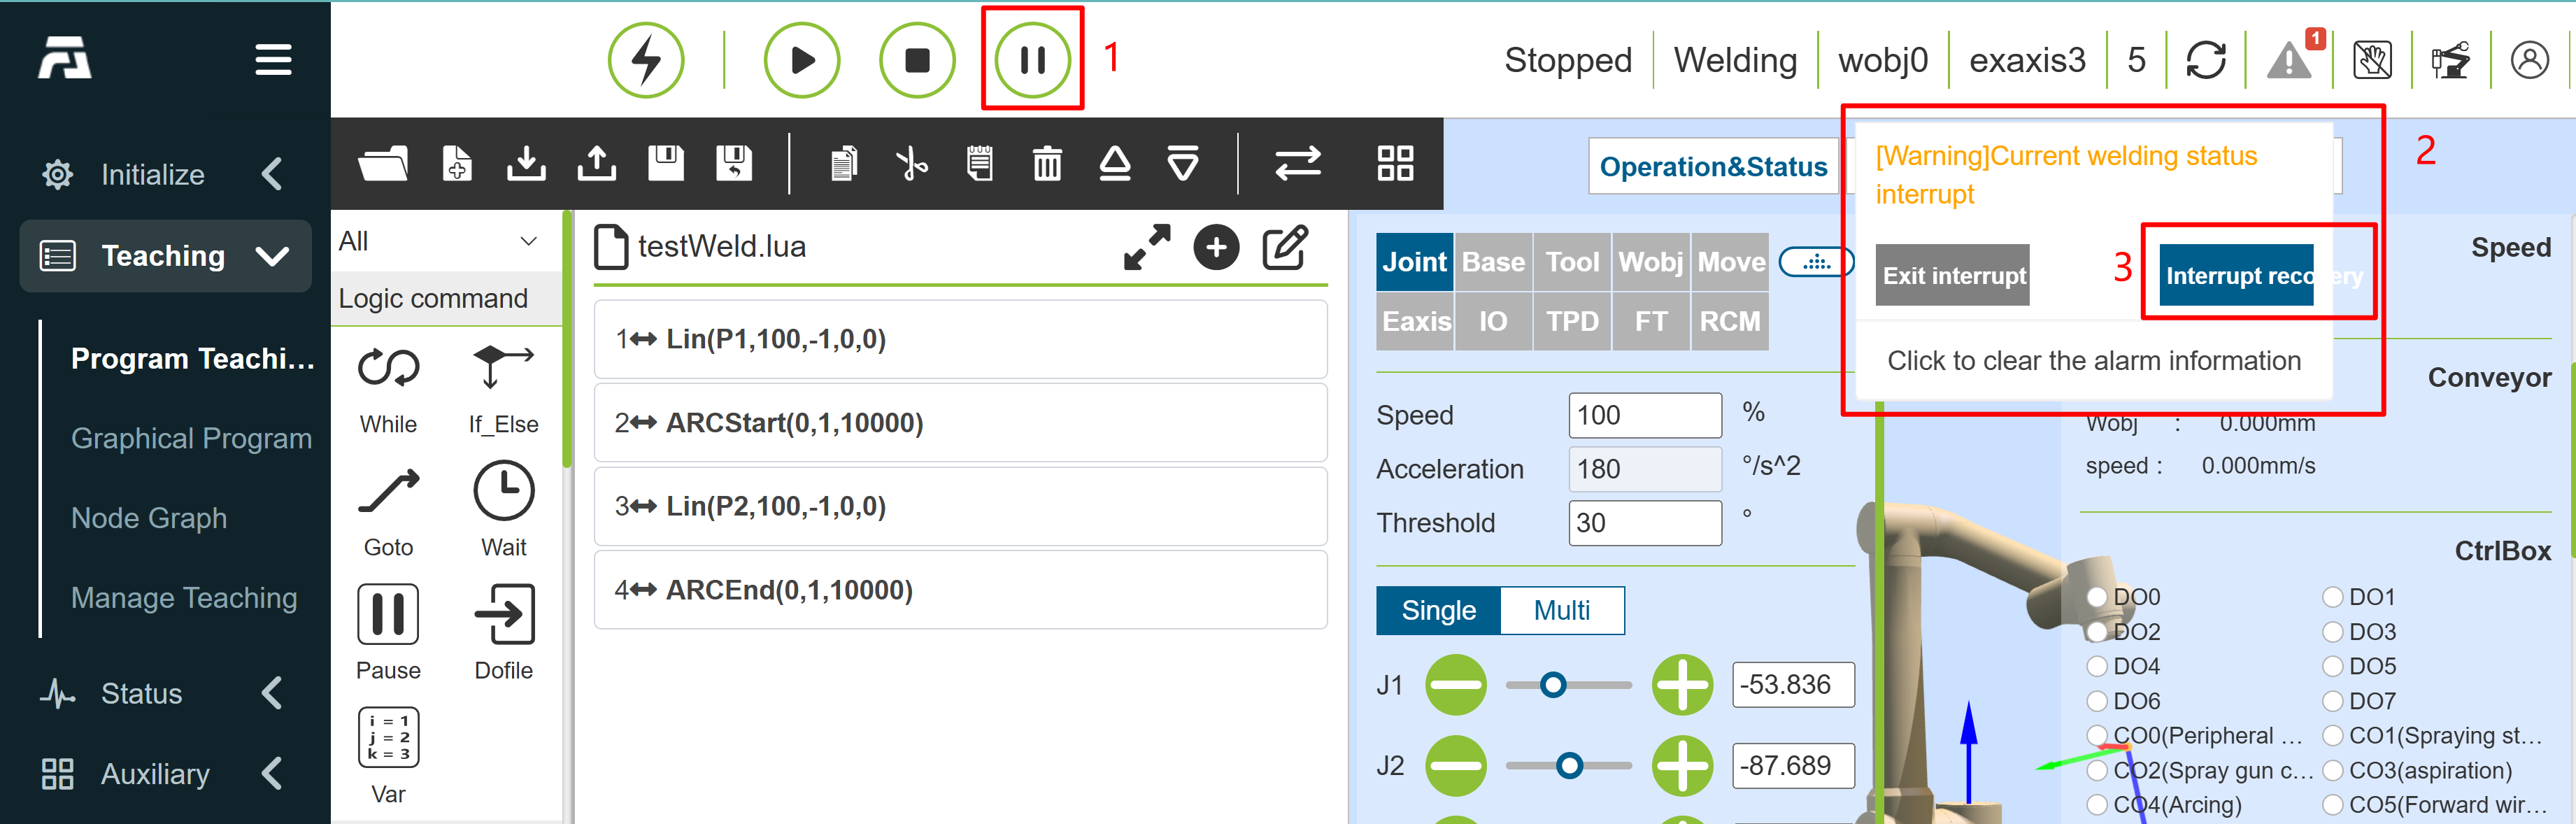 1
Stopped
Welding
wobj0
exaxis3
5
1
Initialize
Teaching
Program Teachi...
Graphical Program
Node Graph
Manage Teaching
Status
Auxiliary
All
Logic command
While
If_Else
Goto
Wait
Pause
Dofile
i = 1
j = 2
k = 3
Var
testWeld.lua
1 Lin(P1,100,-1,0,0)
2 ARCStart(0,1,10000)
3 Lin(P2,100,-1,0,0)
4 ARCEnd(0,1,10000)
Operation&Status
Joint Base Tool Wobj Move
Eaxis IO TPD FT RCM
Speed 100 %
Acceleration 180 °/s^2
Threshold 30 °
Single Multi
J1 -53.836
J2 -87.689
[Warning]Current welding status
interrupt
2
Exit interrupt
3
Interrupt recovery
Click to clear the alarm information
Speed
Conveyor
Wobj : 0.000mm
speed : 0.000mm/s
CtrlBox
DO0 DO1
DO2 DO3
DO4 DO5
DO6 DO7
CO0(Peripheral ... CO1(Spraying st...
CO2(Spray gun c... CO3(aspiration)
CO4(Arcing) CO5(Forward wir...